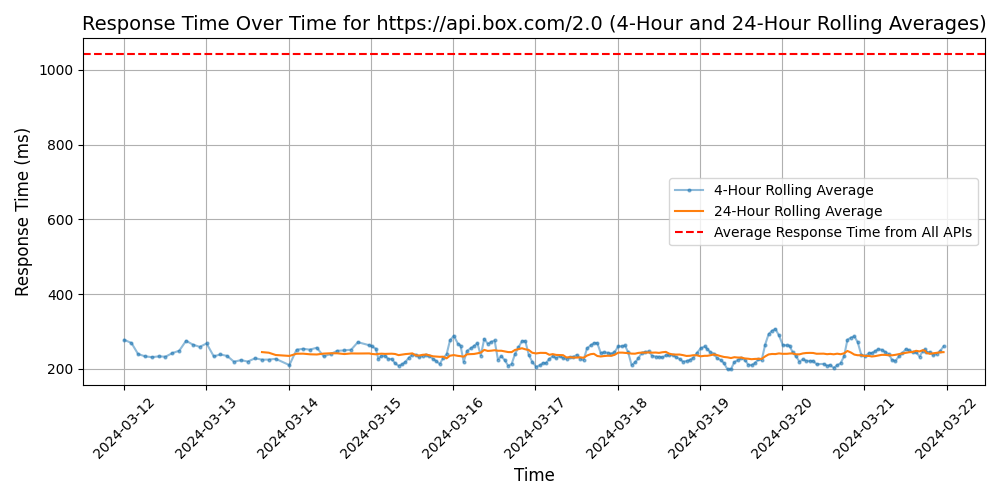 Response Time Over Time for https://api.box.com/2.0 (4-Hour and 24-Hour Rolling Averages)
Response Time (ms)
1000
800
600
400
200
4-Hour Rolling Average
24-Hour Rolling Average
Average Response Time from All APIs
2024-03-12
2024-03-13
2024-03-14
2024-03-15
2024-03-16
2024-03-17
2024-03-18
2024-03-19
2024-03-20
2024-03-21
2024-03-22
Time